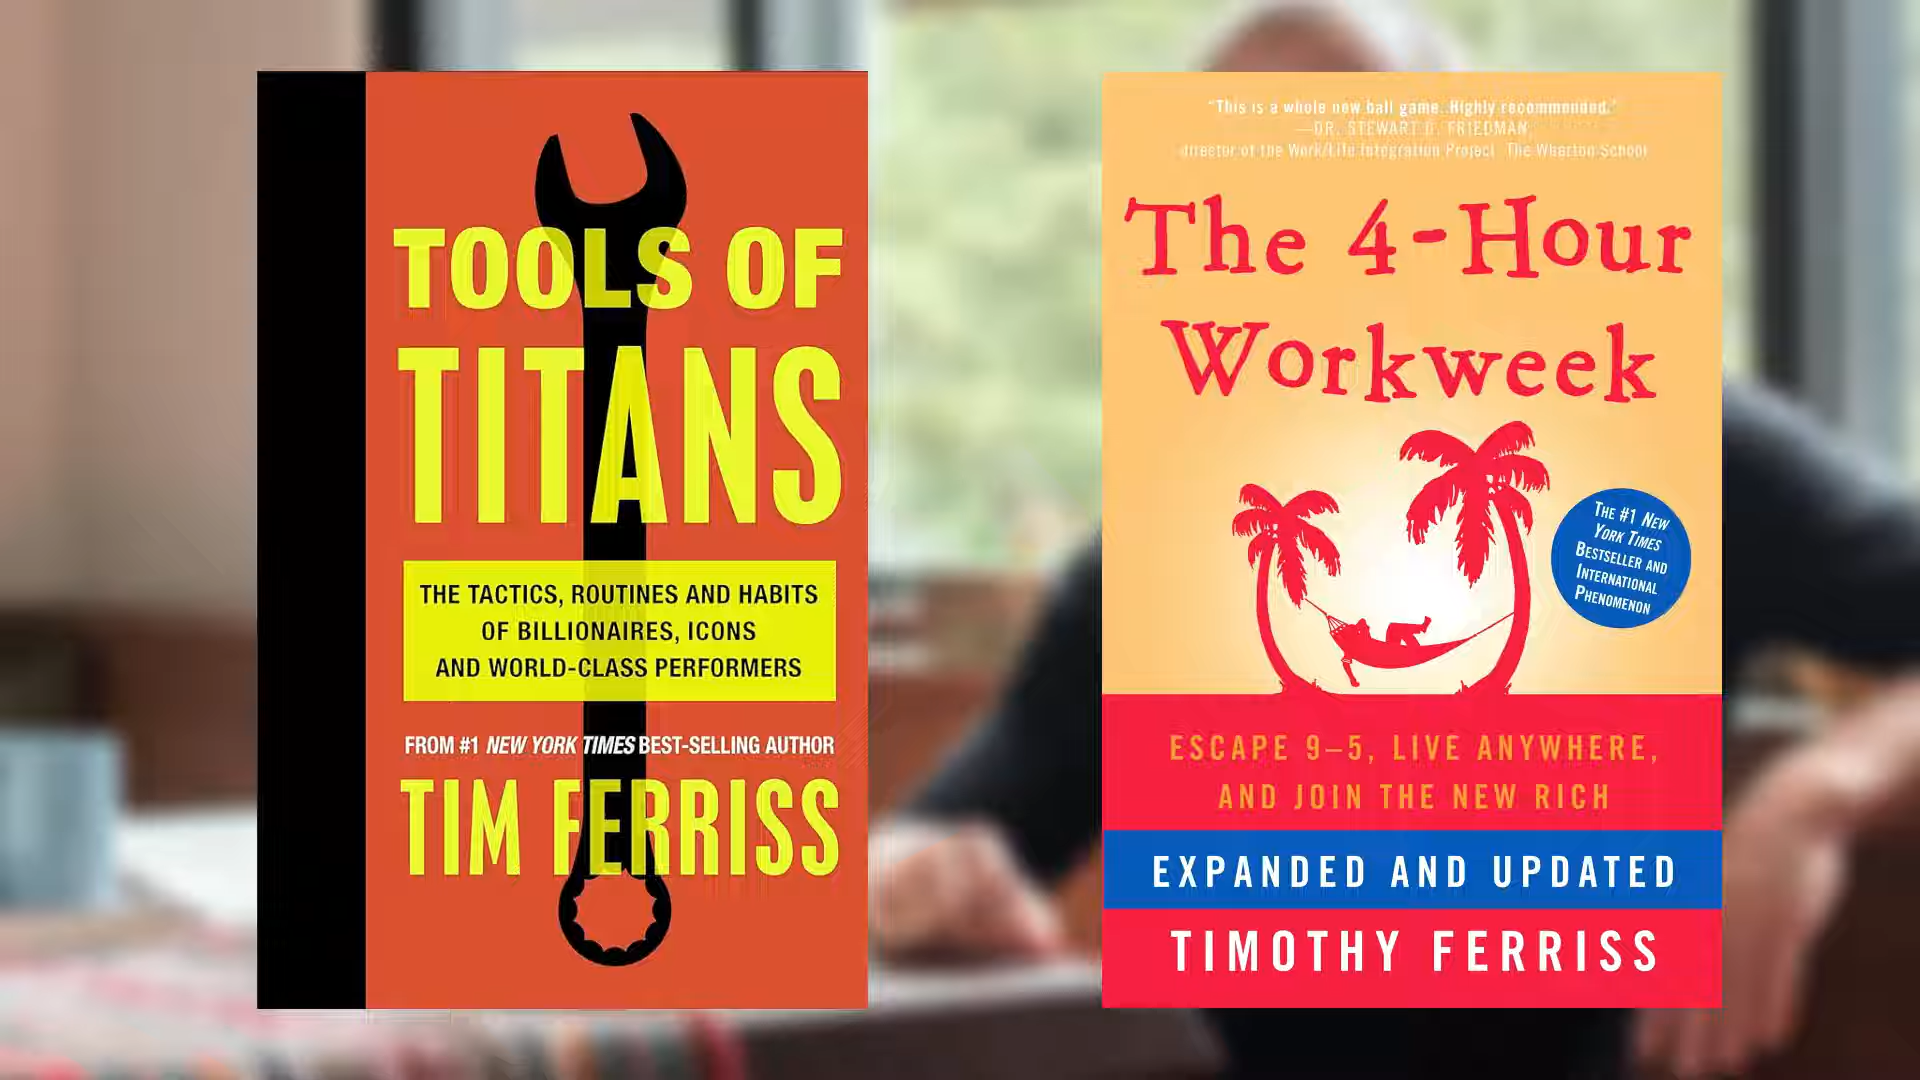 TOOLS OF
TITANS
THE TACTICS, ROUTINES AND HABITS
OF BILLIONAIRES, ICONS
AND WORLD-CLASS PERFORMERS
FROM #1 NEW YORK TIMES BEST-SELLING AUTHOR
TIM FERRISS
"This is a whole new ball game. Highly recommended."
—DR. STEWART D. FRIEDMAN,
director of the Work/Life Integration Project, The Wharton School
The 4-Hour
Workweek
THE #1 NEW
YORK TIMES
BESTSELLER AND
INTERNATIONAL
PHENOMENON
ESCAPE 9–5, LIVE ANYWHERE,
AND JOIN THE NEW RICH
EXPANDED AND UPDATED
TIMOTHY FERRISS